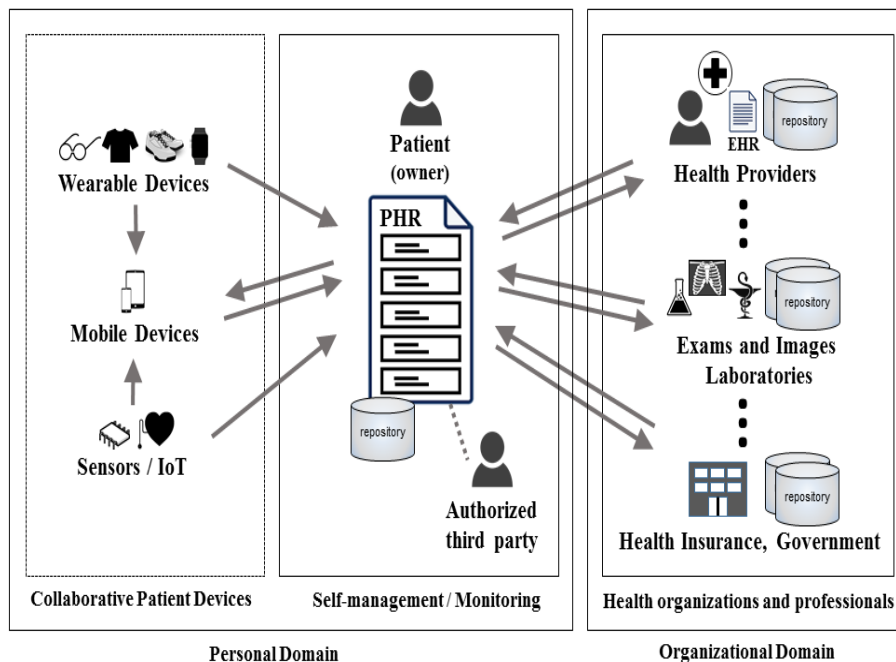 Wearable Devices
Mobile Devices
Sensors / IoT
Collaborative Patient Devices
Patient
(owner)
PHR
repository
Authorized
third party
Self-management / Monitoring
Personal Domain
EHR
repository
Health Providers
repository
Exams and Images
Laboratories
repository
Health Insurance, Government
Health organizations and professionals
Organizational Domain